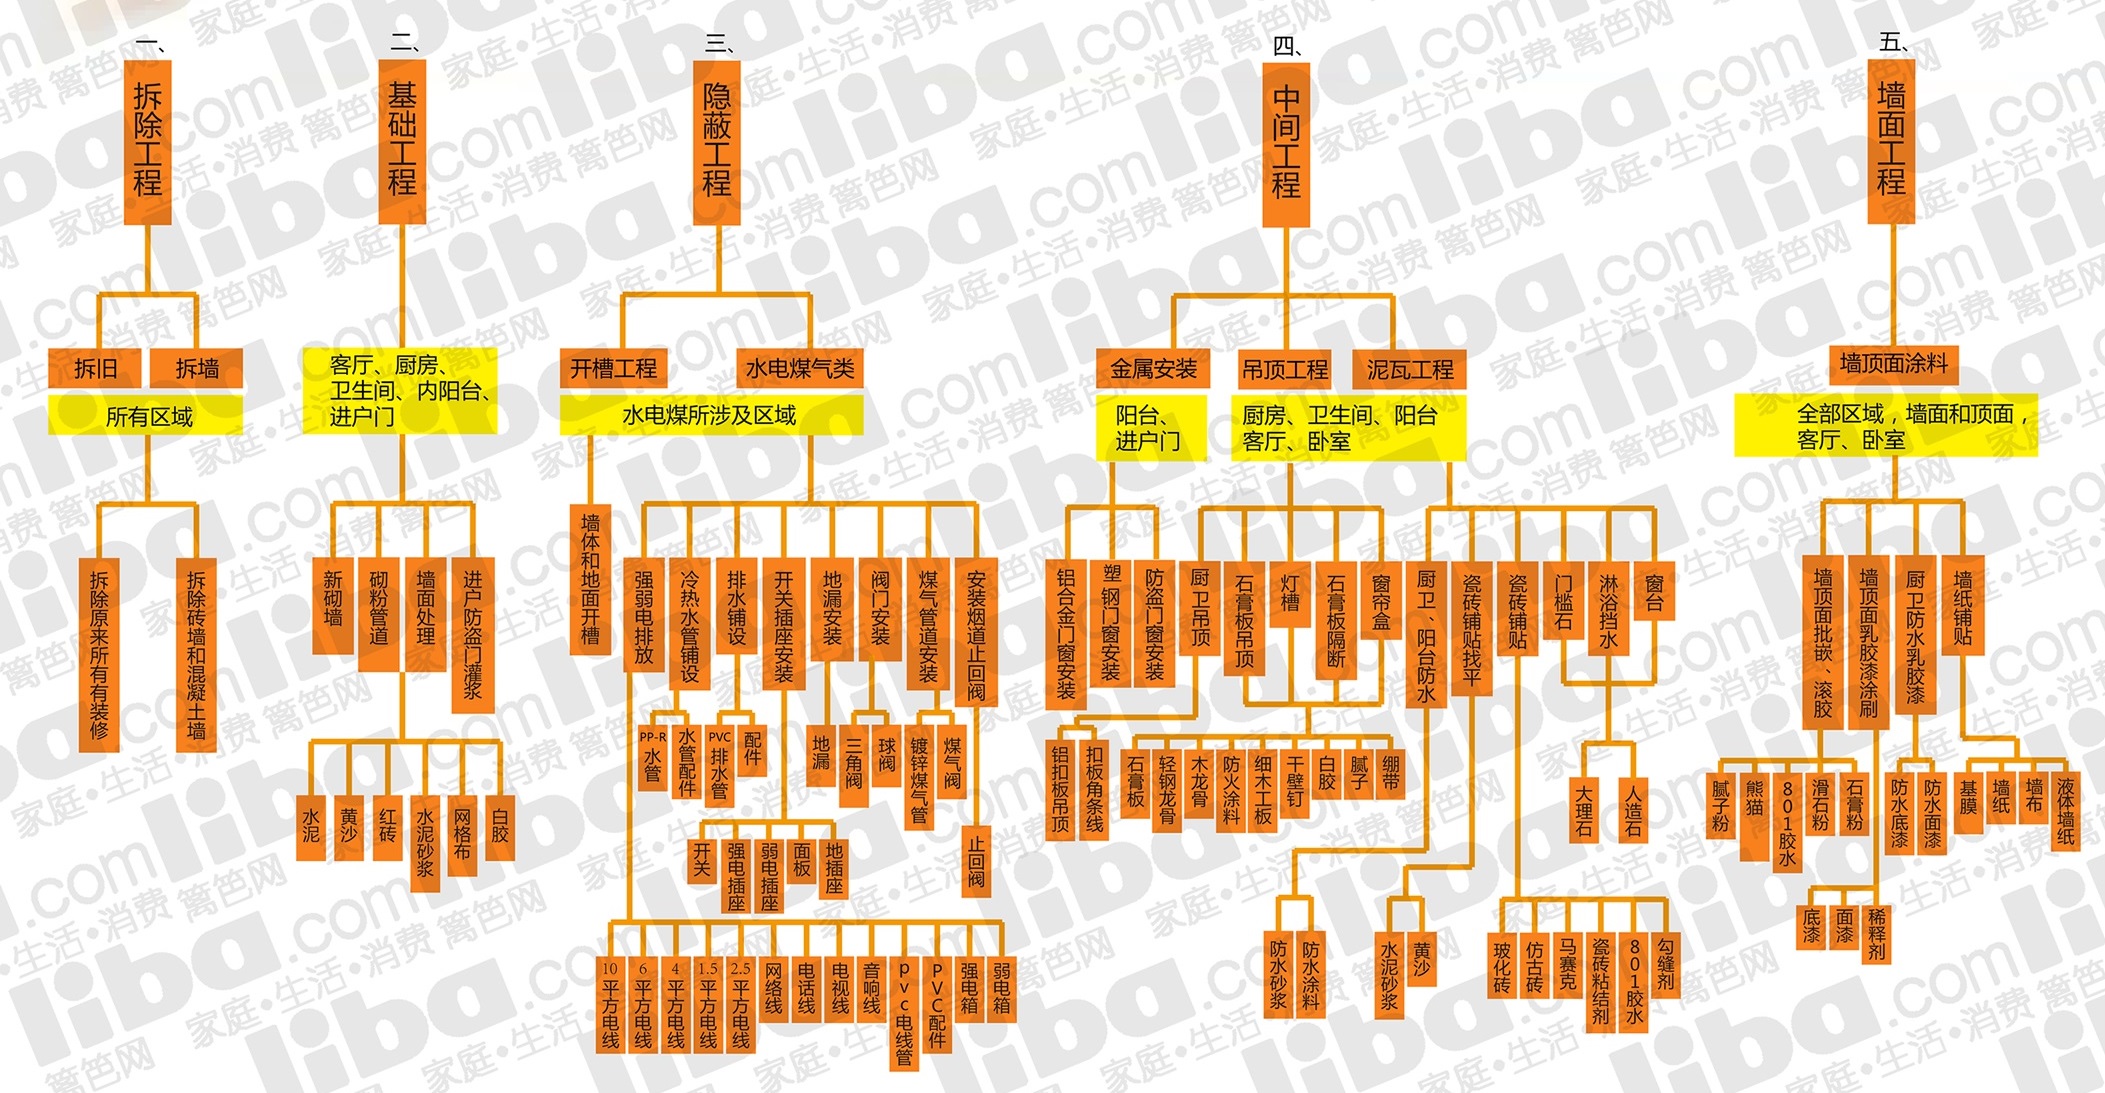 一、
拆除工程
拆旧
拆墙
所有区域
拆除原来所有有装修
拆除砖墙和混凝土墙
二、
基础工程
客厅、厨房、
卫生间、内阳台、
进户门
新砌墙
砌粉管道
墙面处理
进户防盗门灌浆
水泥
黄沙
红砖
水泥砂浆
网格布
白胶
三、
隐蔽工程
开槽工程
水电煤气类
水电煤所涉及区域
墙体和地面开槽
强弱电排放
冷热水管铺设
排水铺设
开关插座安装
地漏安装
阀门安装
煤气管道安装
安装烟道止回阀
PP-R水管
水管配件
PVC排水管
配件
地漏
三角阀
球阀
镀锌煤气管
煤气阀
止回阀
开关
强电插座
弱电插座
面板
地插座
10平方电线
6平方电线
4平方电线
1.5平方电线
2.5平方电线
网络线
电话线
电视线
音响线
pvc电线管
PVC配件
强电箱
弱电箱
四、
中间工程
金属安装
吊顶工程
泥瓦工程
阳台、
进户门
厨房、卫生间、阳台
客厅、卧室
铝合金门窗安装
塑钢门窗安装
防盗门窗安装
厨卫吊顶
石膏板吊顶
灯槽
石膏板隔断
窗帘盒
厨卫、阳台防水
瓷砖铺贴找平
瓷砖铺贴
门槛石
淋浴挡水
窗台
铝扣板吊顶
扣板角条线
石膏板
轻钢龙骨
木龙骨
防火涂料
细木工板
干壁钉
白胶
腻子
绷带
大理石
人造石
防水砂浆
防水涂料
水泥砂浆
黄沙
玻化砖
仿古砖
马赛克
瓷砖粘结剂
801胶水
勾缝剂
五、
墙面工程
墙顶面涂料
全部区域，墙面和顶面，
客厅、卧室
墙顶面批嵌、滚胶
墙顶面乳胶漆涂刷
厨卫防水乳胶漆
墙纸铺贴
腻子粉
熊猫
801胶水
滑石粉
石膏粉
防水底漆
防水面漆
基膜
墙纸
墙布
液体墙纸
底漆
面漆
稀释剂
liba.com
家庭·生活·消费 篱笆网